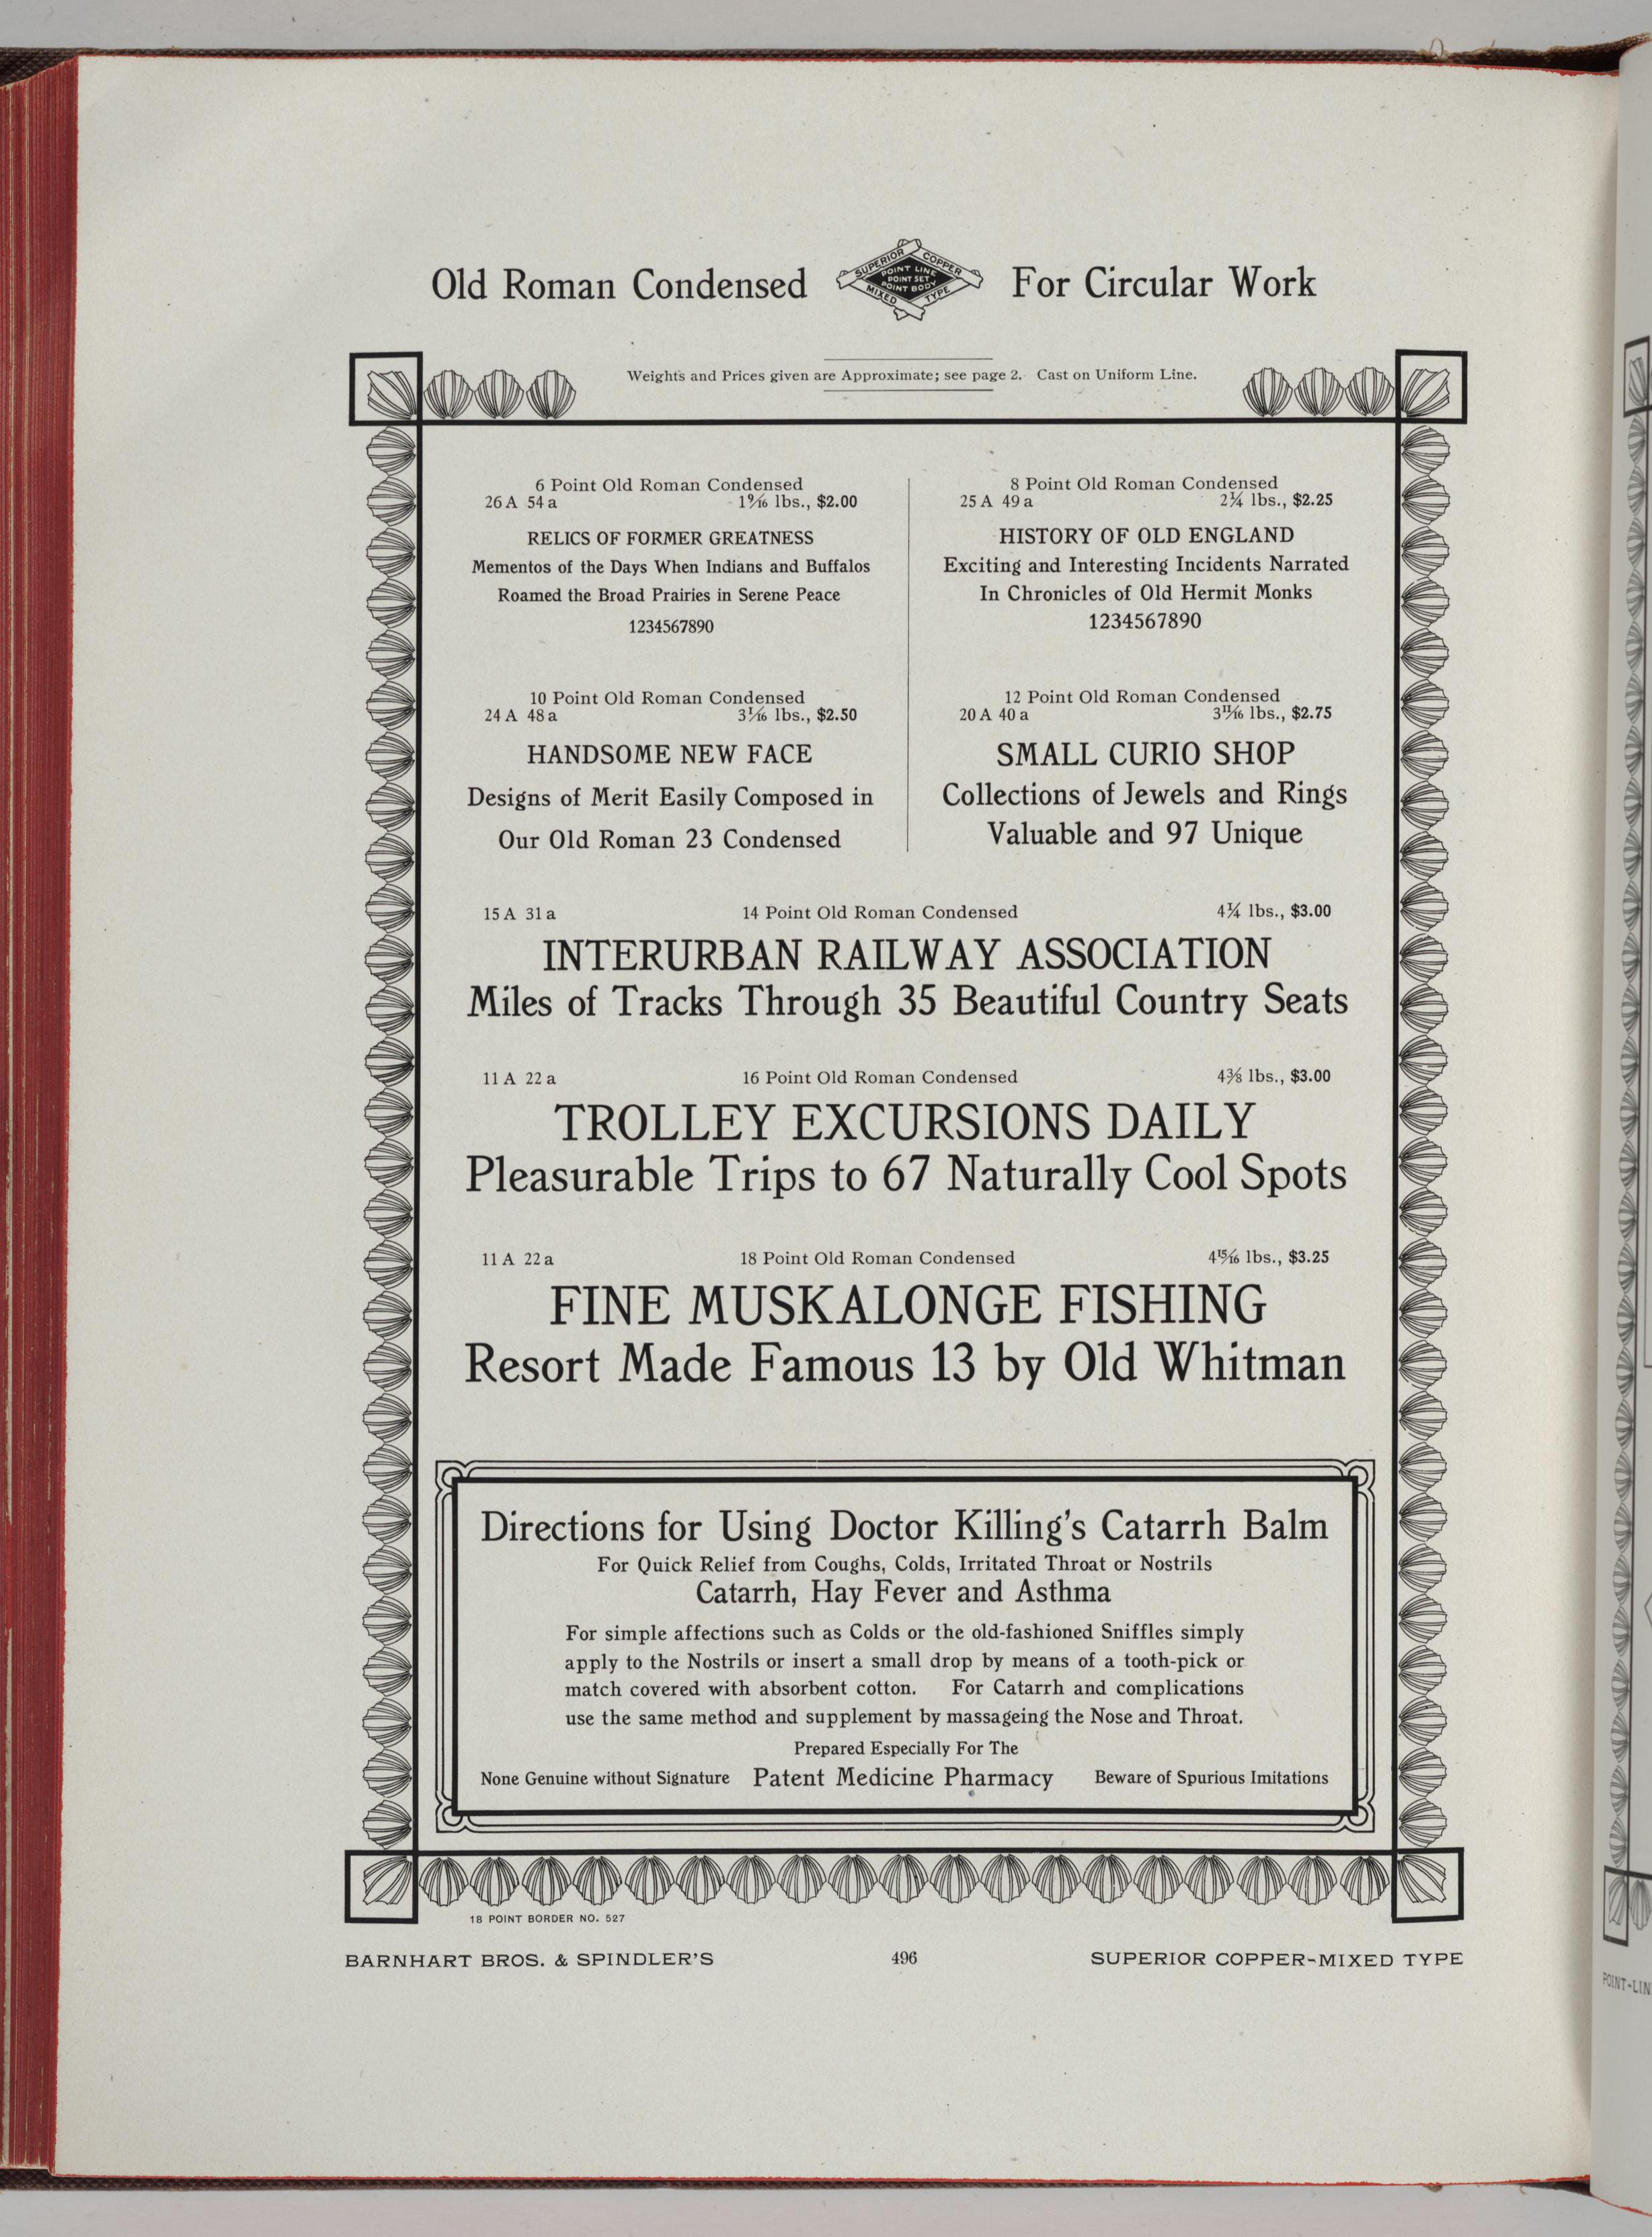 Old Roman Condensed
SUPERIOR COPPER
POINT LINE
POINT SET
POINT BODY
MIXED TYPE
For Circular Work
Weights and Prices given are Approximate; see page 2. Cast on Uniform Line.
6 Point Old Roman Condensed
26 A 54 a 1 9/16 lbs., $2.00
RELICS OF FORMER GREATNESS
Mementos of the Days When Indians and Buffalos
Roamed the Broad Prairies in Serene Peace
1234567890
8 Point Old Roman Condensed
25 A 49 a 2¼ lbs., $2.25
HISTORY OF OLD ENGLAND
Exciting and Interesting Incidents Narrated
In Chronicles of Old Hermit Monks
1234567890
10 Point Old Roman Condensed
24 A 48 a 3 1/16 lbs., $2.50
HANDSOME NEW FACE
Designs of Merit Easily Composed in
Our Old Roman 23 Condensed
12 Point Old Roman Condensed
20 A 40 a 3 11/16 lbs., $2.75
SMALL CURIO SHOP
Collections of Jewels and Rings
Valuable and 97 Unique
15 A 31 a 14 Point Old Roman Condensed 4¼ lbs., $3.00
INTERURBAN RAILWAY ASSOCIATION
Miles of Tracks Through 35 Beautiful Country Seats
11 A 22 a 16 Point Old Roman Condensed 4⅜ lbs., $3.00
TROLLEY EXCURSIONS DAILY
Pleasurable Trips to 67 Naturally Cool Spots
11 A 22 a 18 Point Old Roman Condensed 4 15/16 lbs., $3.25
FINE MUSKALONGE FISHING
Resort Made Famous 13 by Old Whitman
Directions for Using Doctor Killing's Catarrh Balm
For Quick Relief from Coughs, Colds, Irritated Throat or Nostrils
Catarrh, Hay Fever and Asthma
For simple affections such as Colds or the old-fashioned Sniffles simply
apply to the Nostrils or insert a small drop by means of a tooth-pick or
match covered with absorbent cotton. For Catarrh and complications
use the same method and supplement by massageing the Nose and Throat.
Prepared Especially For The
None Genuine without Signature Patent Medicine Pharmacy Beware of Spurious Imitations
18 POINT BORDER NO. 527
BARNHART BROS. & SPINDLER'S 496 SUPERIOR COPPER-MIXED TYPE